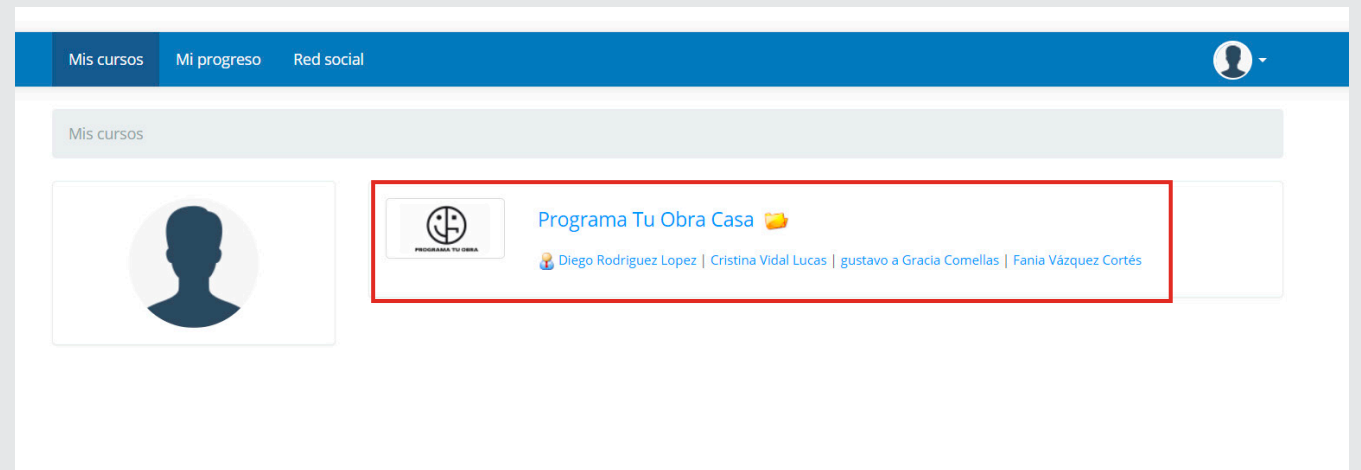 Mis cursos Mi progreso Red social
Mis cursos
PROGRAMA TU OBRA
Programa Tu Obra Casa
Diego Rodriguez Lopez | Cristina Vidal Lucas | gustavo a Gracia Comellas | Fania Vázquez Cortés